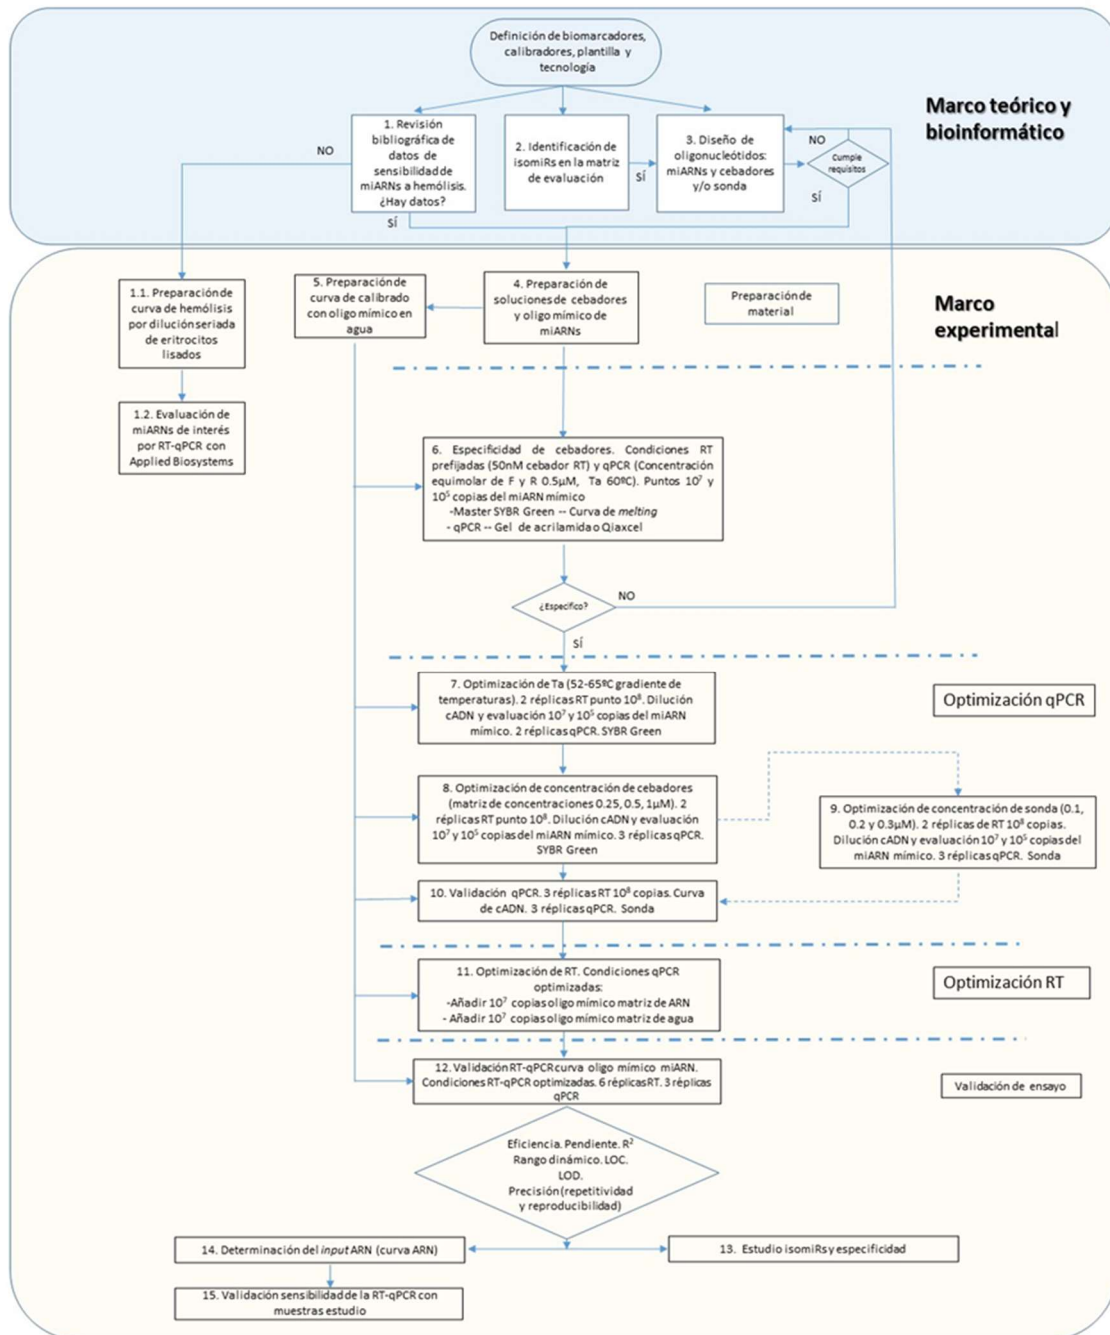 Definición de biomarcadores,
calibradores, plantilla y
tecnología
Marco teórico y
bioinformático
1. Revisión
bibliográfica de
datos de
sensibilidad de
miARNs a hemólisis.
¿Hay datos?
NO
SÍ
2. Identificación de
isomiRs en la matriz
de evaluación
SÍ
3. Diseño de
oligonucleótidos:
miARNs y cebadores
y/o sonda
NO
Cumple
requisitos
SÍ
Marco
experimental
1.1. Preparación de
curva de hemólisis
por dilución seriada
de eritrocitos
lisados
1.2. Evaluación de
miARNs de interés
por RT-qPCR con
Applied Biosystems
5. Preparación de
curva de calibrado
con oligo mímico en
agua
4. Preparación de
soluciones de cebadores
y oligo mímico de
miARNs
Preparación de
material
6. Especificidad de cebadores. Condiciones RT
prefijadas (50nM cebador RT) y qPCR (Concentración
equimolar de F y R 0.5µM, Ta 60ºC). Puntos 10⁷ y
10⁵ copias del miARN mímico
-Master SYBR Green -- Curva de melting
- qPCR -- Gel de acrilamida o Qiaxcel
¿Especifico?
NO
SÍ
7. Optimización de Ta (52-65ºC gradiente de
temperaturas). 2 réplicas RT punto 10⁸. Dilución
cADN y evaluación 10⁷ y 10⁵ copias del miARN
mímico. 2 réplicas qPCR. SYBR Green
Optimización qPCR
8. Optimización de concentración de cebadores
(matriz de concentraciones 0.25, 0.5, 1µM). 2
réplicas RT punto 10⁸. Dilución cADN y evaluación
10⁷ y 10⁵ copias del miARN mímico. 3 réplicas qPCR.
SYBR Green
9. Optimización de concentración de sonda (0.1,
0.2 y 0.3µM). 2 réplicas de RT 10⁸ copias.
Dilución cADN y evaluación 10⁷ y 10⁵ copias del
miARN mímico. 3 réplicas qPCR. Sonda
10. Validación qPCR. 3 réplicas RT 10⁸ copias. Curva
de cADN. 3 réplicas qPCR. Sonda
11. Optimización de RT. Condiciones qPCR
optimizadas:
-Añadir 10⁷ copias oligo mímico matriz de ARN
- Añadir 10⁷ copias oligo mímico matriz de agua
Optimización RT
12. Validación RT-qPCR curva oligo mímico miARN.
Condiciones RT-qPCR optimizadas. 6 réplicas RT. 3 réplicas
qPCR
Validación de ensayo
Eficiencia. Pendiente. R²
Rango dinámico. LOC.
LOD.
Precisión (repetitividad
y reproducibilidad)
14. Determinación del input ARN (curva ARN)
13. Estudio isomiRs y especificidad
15. Validación sensibilidad de la RT-qPCR con
muestras estudio